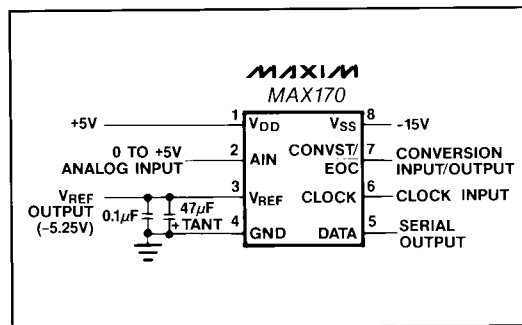 MAXIM
MAX170
+5V 1 VDD
8 VSS -15V
0 TO +5V
ANALOG INPUT
2 AIN
CONVST/
EOC
7 CONVERSION
INPUT/OUTPUT
VREF
OUTPUT
(-5.25V)
0.1μF
47μF
+TANT
3 VREF
CLOCK 6 CLOCK INPUT
4 GND
DATA 5 SERIAL
OUTPUT